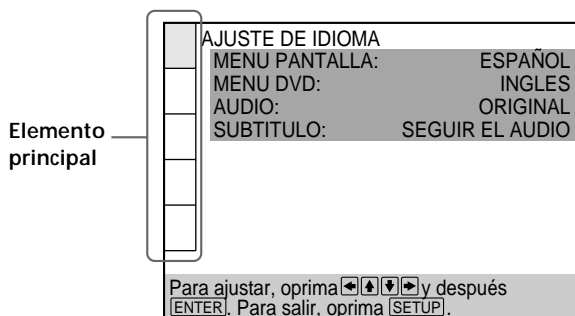 AJUSTE DE IDIOMA
MENU PANTALLA: ESPAÑOL
MENU DVD: INGLES
AUDIO: ORIGINAL
SUBTITULO: SEGUIR EL AUDIO
Elemento
principal
Para ajustar, oprima ←↑↓→ y después
ENTER. Para salir, oprima SETUP.